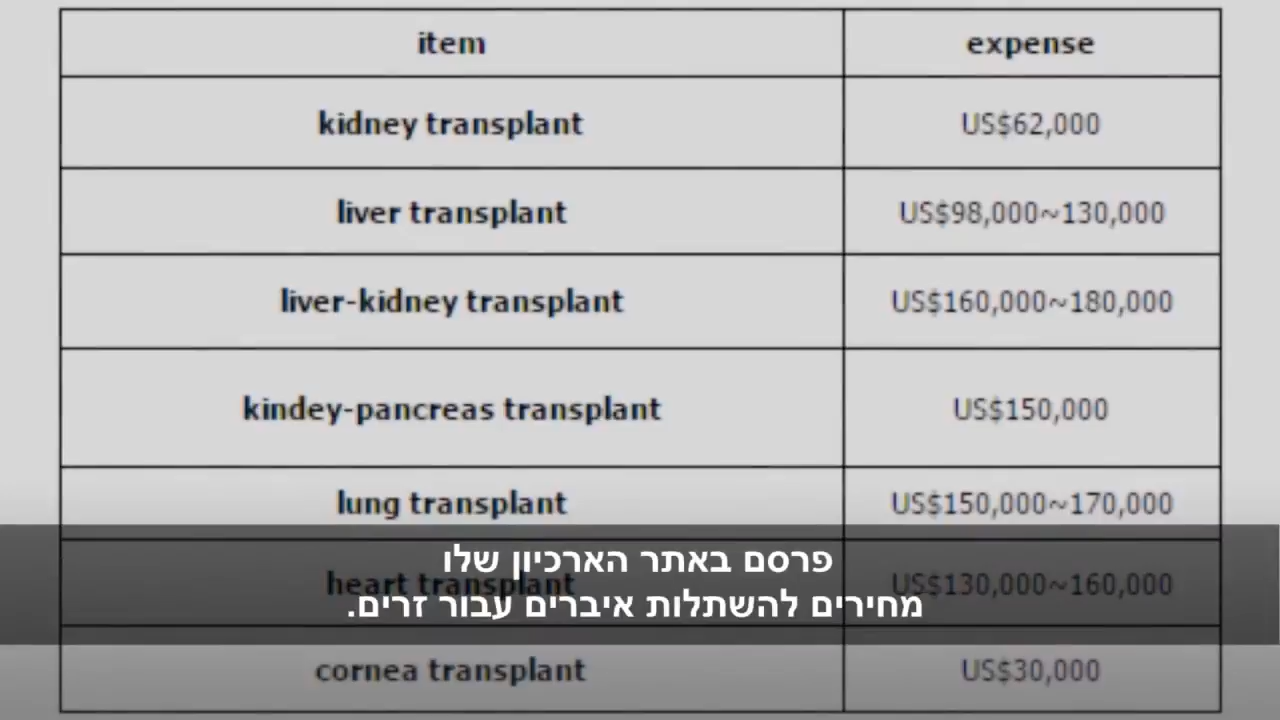 item expense
kidney transplant US$62,000
liver transplant US$98,000~130,000
liver-kidney transplant US$160,000~180,000
kindey-pancreas transplant US$150,000
lung transplant US$150,000~170,000
heart transplant US$130,000~160,000
פרסם באתר הארכיון שלו
מחירים להשתלות איברים עבור זרים.
cornea transplant US$30,000